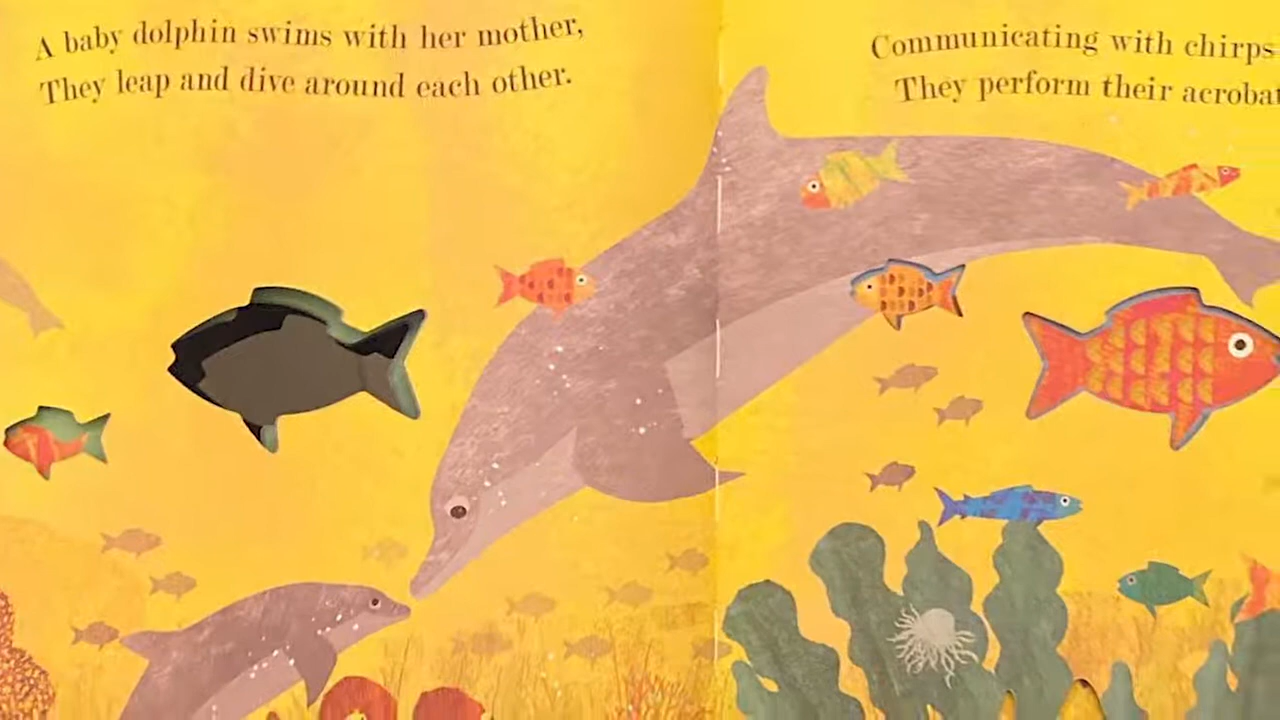 A baby dolphin swims with her mother,
They leap and dive around each other.
Communicating with chirps
They perform their